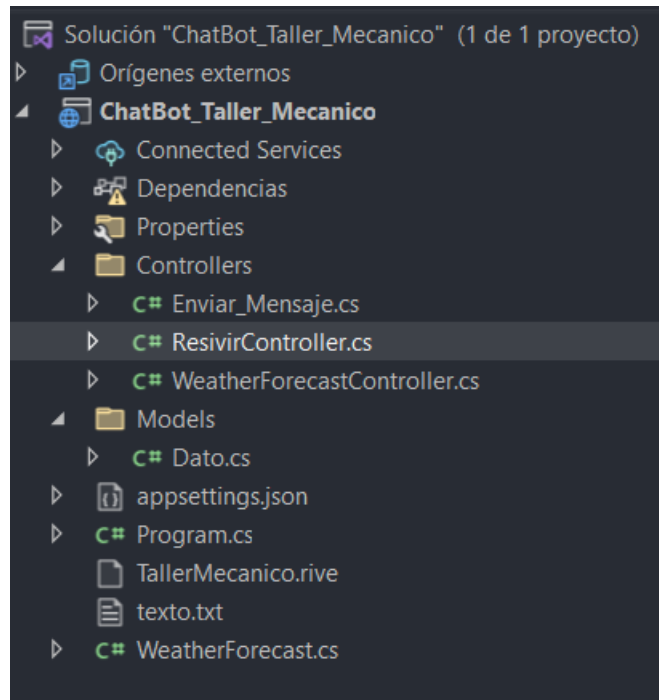 Solución "ChatBot_Taller_Mecanico" (1 de 1 proyecto)
Orígenes externos
ChatBot_Taller_Mecanico
Connected Services
Dependencias
Properties
Controllers
C# Enviar_Mensaje.cs
C# ResivirController.cs
C# WeatherForecastController.cs
Models
C# Dato.cs
appsettings.json
C# Program.cs
TallerMecanico.rive
texto.txt
C# WeatherForecast.cs